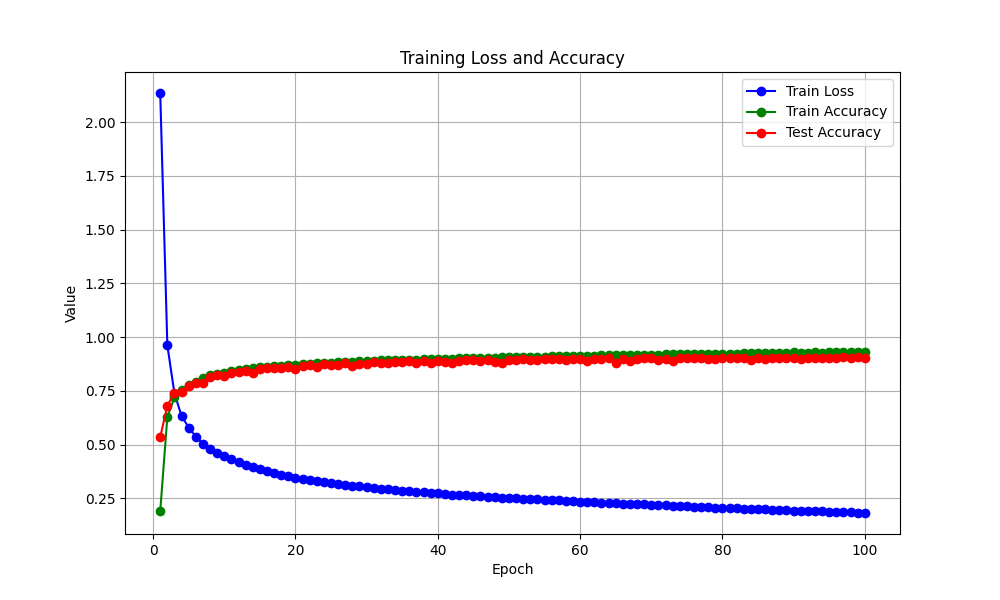 Training Loss and Accuracy
Train Loss
Train Accuracy
Test Accuracy
Value
2.00
1.75
1.50
1.25
1.00
0.75
0.50
0.25
0 20 40 60 80 100
Epoch